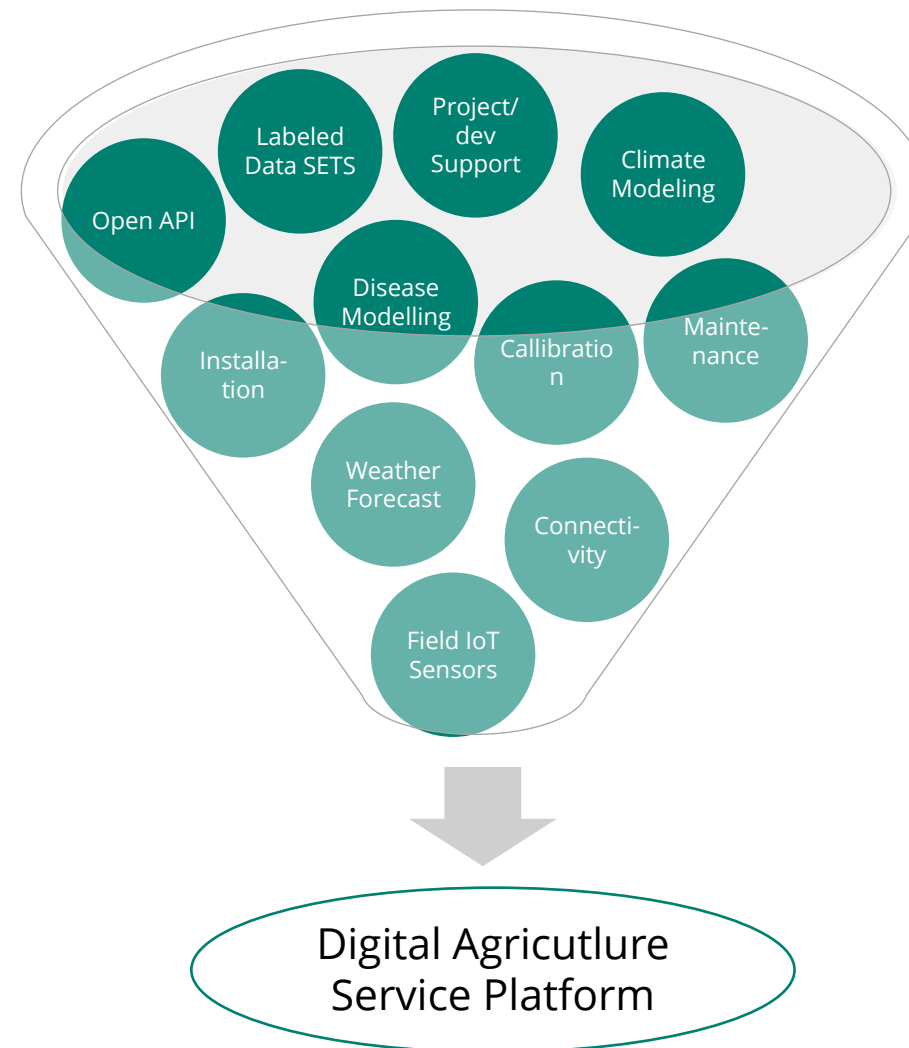 Project/
dev
Support
Labeled
Data SETS
Climate
Modeling
Open API
Disease
Modelling
Mainte-
nance
Callibratio
n
Installa-
tion
Weather
Forecast
Connecti-
vity
Field IoT
Sensors
Digital Agricutlure
Service Platform